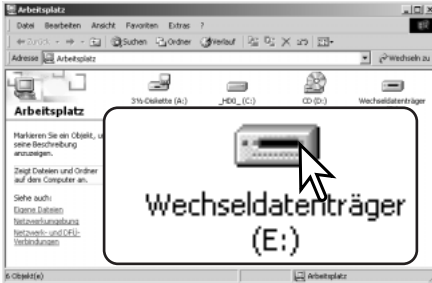 Arbeitsplatz
Datei Bearbeiten Ansicht Favoriten Extras ?
Zurück Suchen Ordner Verlauf
Adresse Arbeitsplatz Wechseln zu
Arbeitsplatz
3½-Diskette (A:) _HD0_ (C:) CD (D:) Wechseldatenträger
Markieren Sie ein Objekt, u
seine Beschreibung
anzuzeigen.
Zeigt Dateien und Ordner
auf dem Computer an.
Siehe auch:
Eigene Dateien
Netzwerkumgebung
Netzwerk- und DFÜ-
Verbindungen
Wechseldatenträger
(E:)
6 Objekt(e) Arbeitsplatz